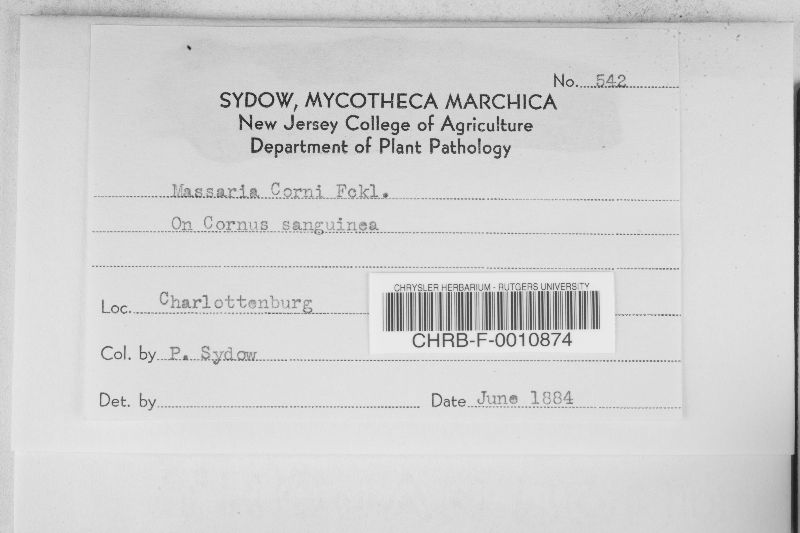 No. 542
SYDOW, MYCOTHECA MARCHICA
New Jersey College of Agriculture
Department of Plant Pathology
Massaria Corni Fckl.
On Cornus sanguinea
Loc. Charlottenburg
CHRYSLER HERBARIUM - RUTGERS UNIVERSITY
CHRB-F-0010874
Col. by P. Sydow
Det. by
Date June 1884